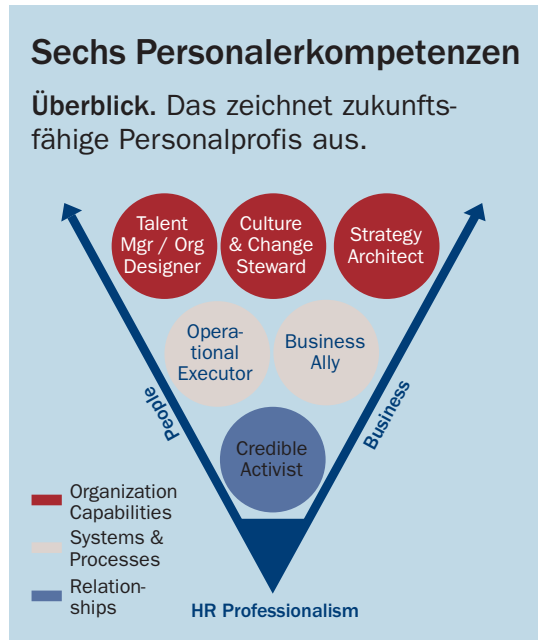 Sechs Personalerkompetenzen
Überblick. Das zeichnet zukunfts-
fähige Personalprofis aus.
Talent
Mgr / Org
Designer
Culture
& Change
Steward
Strategy
Architect
Opera-
tional
Executor
Business
Ally
People
Business
Credible
Activist
Organization
Capabilities
Systems &
Processes
Relation-
ships
HR Professionalism